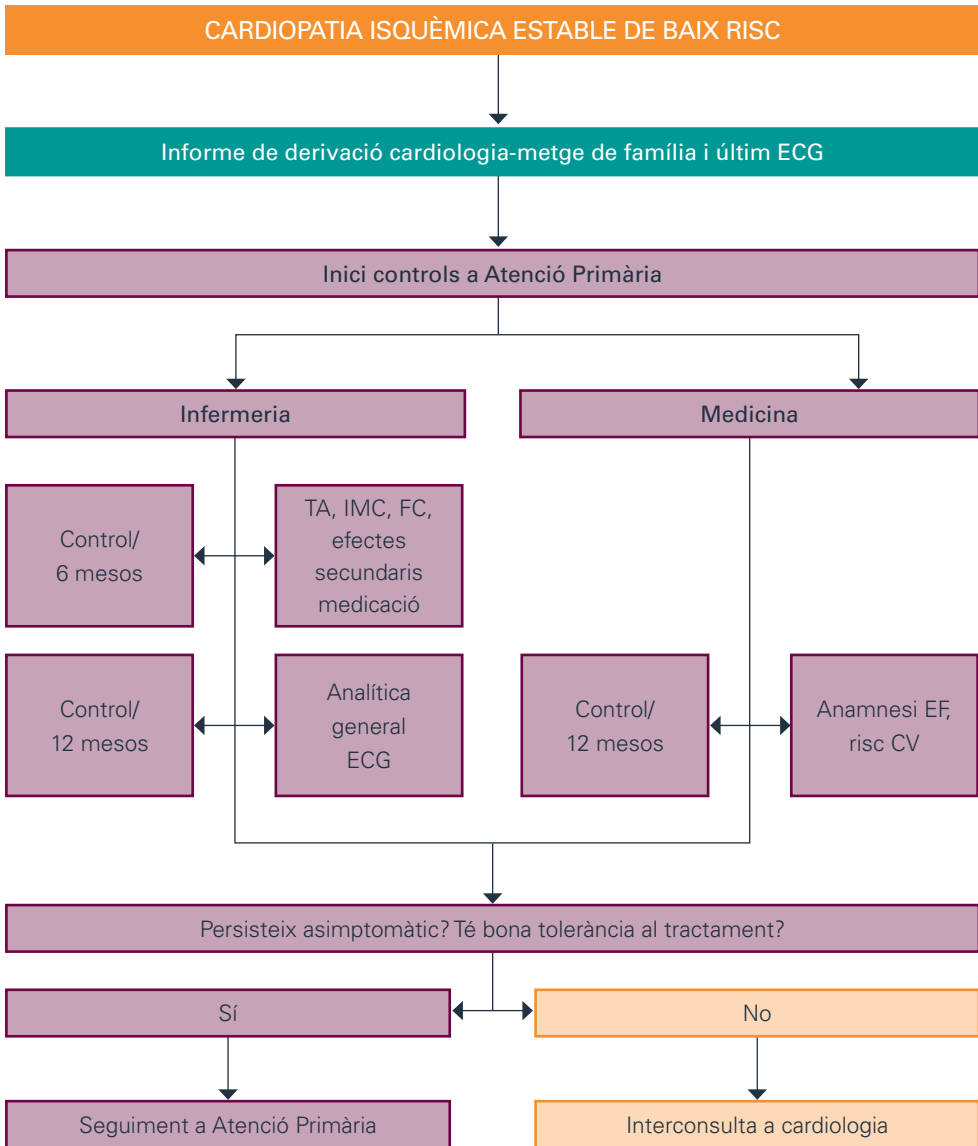 CARDIOPATIA ISQUÈMICA ESTABLE DE BAIX RISC
Informe de derivació cardiologia-metge de família i últim ECG
Inici controls a Atenció Primària
Infermeria
Medicina
Control/
6 mesos
TA, IMC, FC,
efectes
secundaris
medicació
Control/
12 mesos
Analítica
general
ECG
Control/
12 mesos
Anamnesi EF,
risc CV
Persisteix asimptomàtic? Té bona tolerància al tractament?
Sí
No
Seguiment a Atenció Primària
Interconsulta a cardiologia